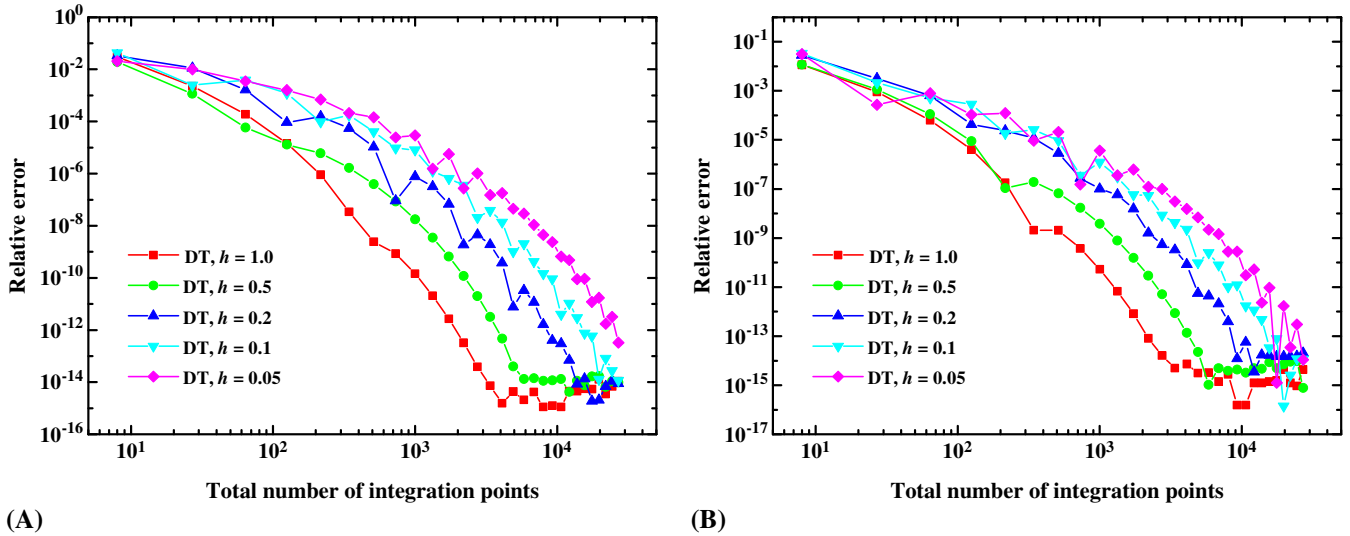 10^0
10^-2
10^-4
10^-6
10^-8
10^-10
10^-12
10^-14
10^-16
Relative error
DT, h = 1.0
DT, h = 0.5
DT, h = 0.2
DT, h = 0.1
DT, h = 0.05
10^1
10^2
10^3
10^4
Total number of integration points
(A)
10^-1
10^-3
10^-5
10^-7
10^-9
10^-11
10^-13
10^-15
10^-17
Relative error
DT, h = 1.0
DT, h = 0.5
DT, h = 0.2
DT, h = 0.1
DT, h = 0.05
10^1
10^2
10^3
10^4
Total number of integration points
(B)